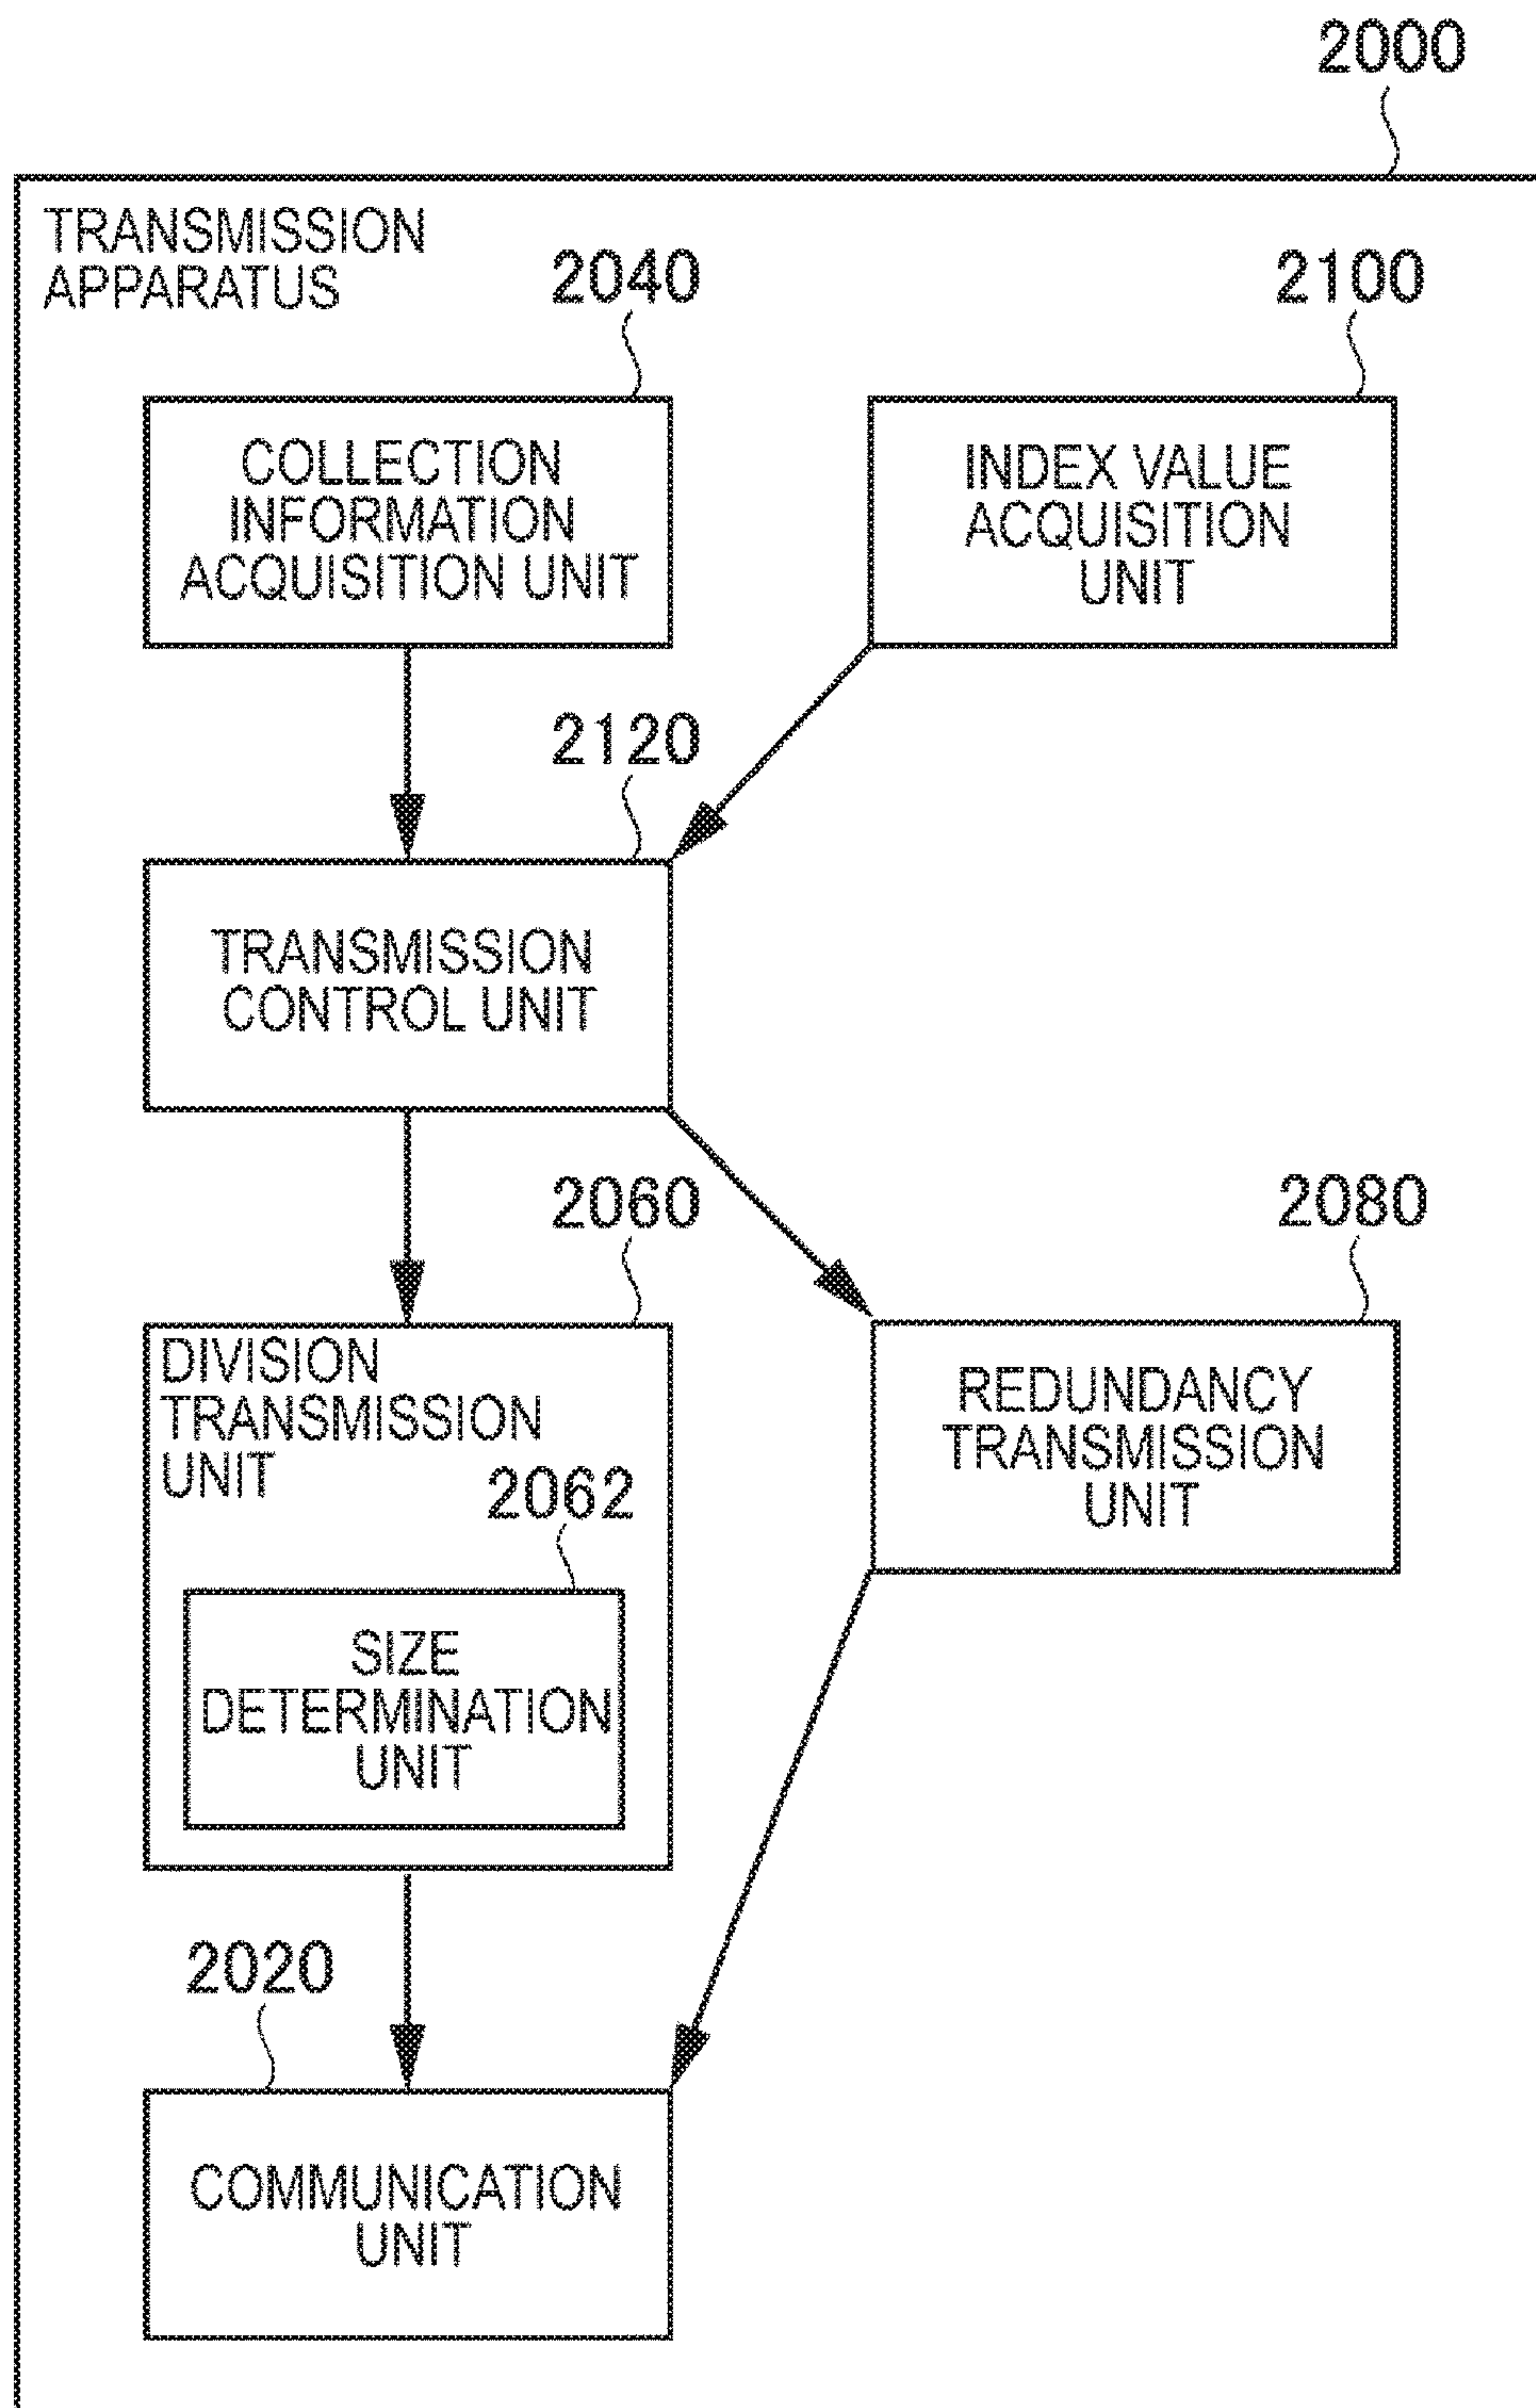 2000
TRANSMISSION
APPARATUS
2040
2100
COLLECTION
INFORMATION
ACQUISITION UNIT
INDEX VALUE
ACQUISITION
UNIT
2120
TRANSMISSION
CONTROL UNIT
2060
2080
DIVISION
TRANSMISSION
UNIT
2062
SIZE
DETERMINATION
UNIT
REDUNDANCY
TRANSMISSION
UNIT
2020
COMMUNICATION
UNIT